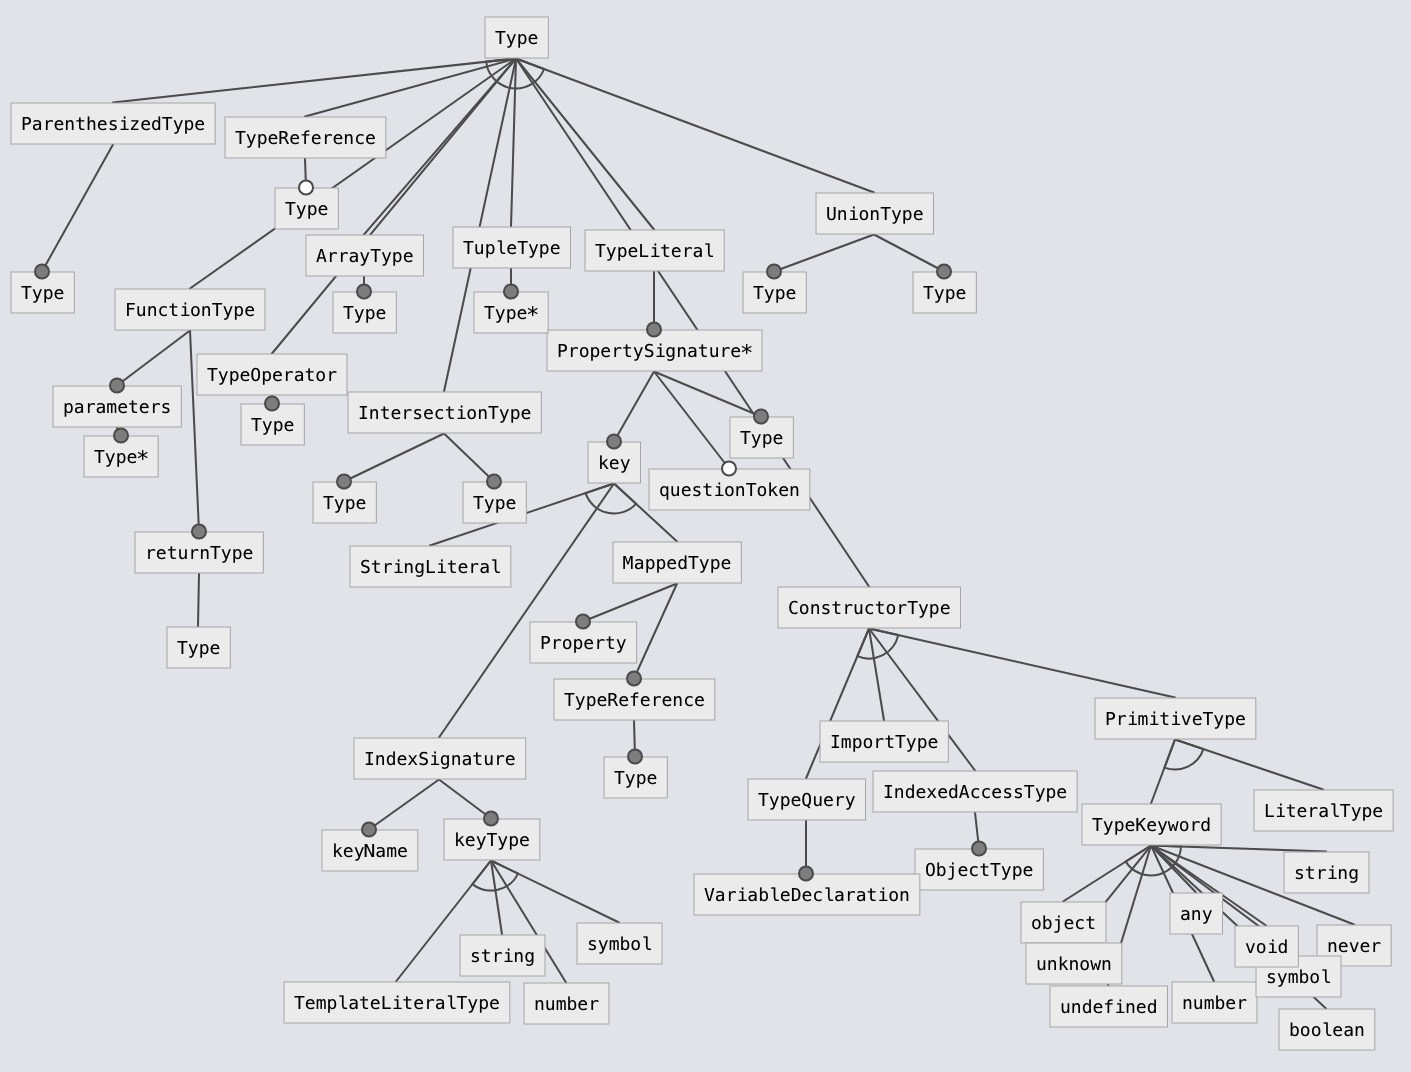 Type
ParenthesizedType
TypeReference
Type
UnionType
TupleType
TypeLiteral
ArrayType
Type
Type
Type
FunctionType
Type
Type*
PropertySignature*
TypeOperator
parameters
IntersectionType
Type
Type
Type*
key
questionToken
Type
Type
returnType
StringLiteral
MappedType
ConstructorType
Property
Type
TypeReference
PrimitiveType
ImportType
IndexSignature
Type
IndexedAccessType
TypeQuery
LiteralType
TypeKeyword
keyName
keyType
ObjectType
string
VariableDeclaration
any
object
symbol
void
never
string
unknown
symbol
TemplateLiteralType
number
undefined
number
boolean